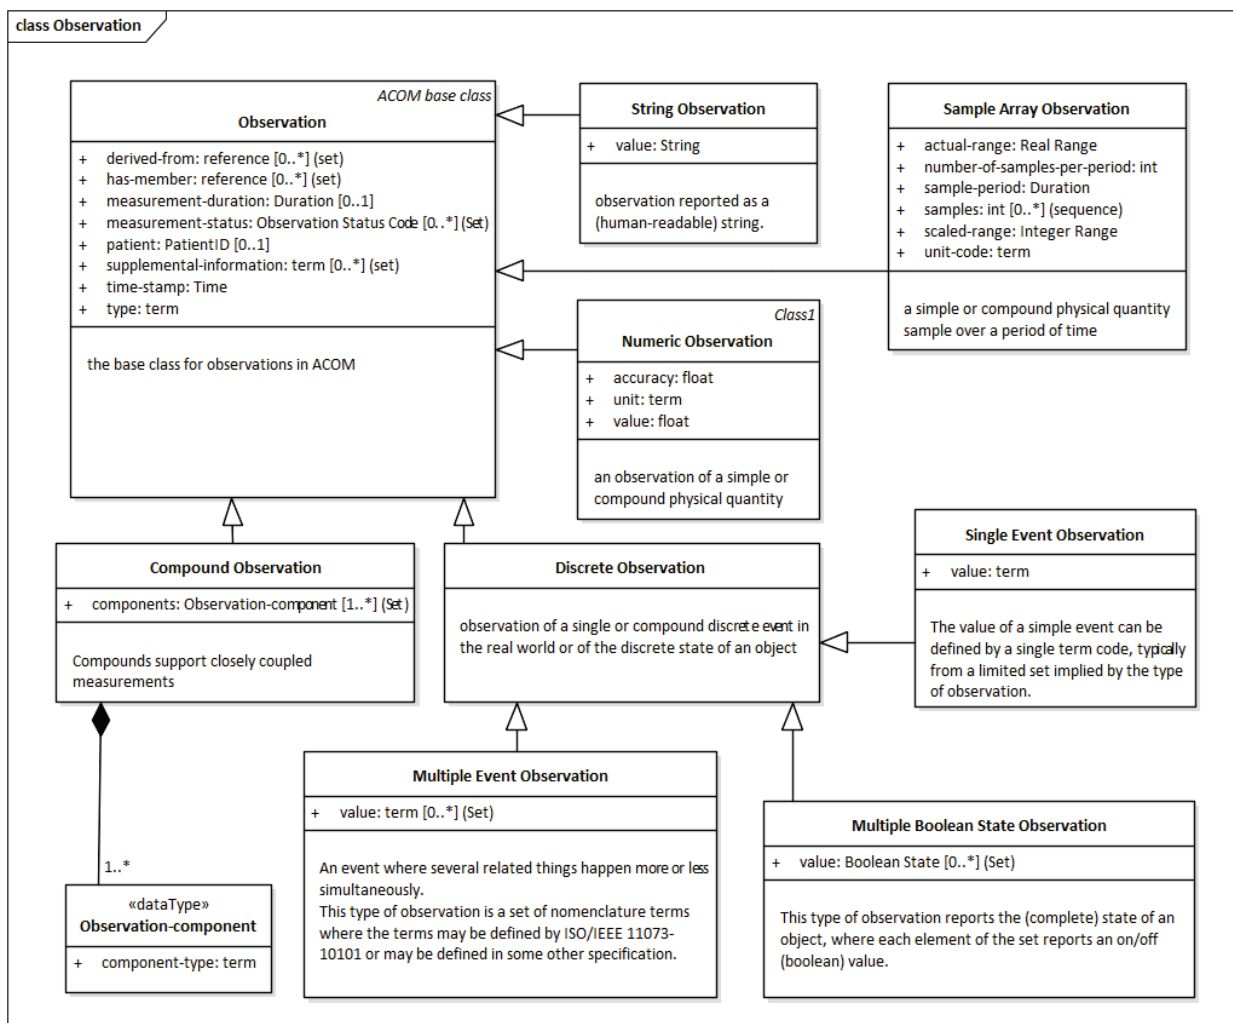 class Observation
ACOM base class
Observation
+ derived-from: reference [0..*] (set)
+ has-member: reference [0..*] (set)
+ measurement-duration: Duration [0..1]
+ measurement-status: Observation Status Code [0..*] (Set)
+ patient: PatientID [0..1]
+ supplemental-information: term [0..*] (set)
+ time-stamp: Time
+ type: term
the base class for observations in ACOM
String Observation
+ value: String
observation reported as a
(human-readable) string.
Sample Array Observation
+ actual-range: Real Range
+ number-of-samples-per-period: int
+ sample-period: Duration
+ samples: int [0..*] (sequence)
+ scaled-range: Integer Range
+ unit-code: term
a simple or compound physical quantity
sample over a period of time
Class1
Numeric Observation
+ accuracy: float
+ unit: term
+ value: float
an observation of a simple or
compound physical quantity
Compound Observation
+ components: Observation-component [1..*] (Set)
Compounds support closely coupled
measurements
Discrete Observation
observation of a single or compound discrete event in
the real world or of the discrete state of an object
Single Event Observation
+ value: term
The value of a simple event can be
defined by a single term code, typically
from a limited set implied by the type
of observation.
Multiple Event Observation
+ value: term [0..*] (Set)
An event where several related things happen more or less
simultaneously.
This type of observation is a set of nomenclature terms
where the terms may be defined by ISO/IEEE 11073-
10101 or may be defined in some other specification.
Multiple Boolean State Observation
+ value: Boolean State [0..*] (Set)
This type of observation reports the (complete) state of an
object, where each element of the set reports an on/off
(boolean) value.
1..*
«dataType»
Observation-component
+ component-type: term